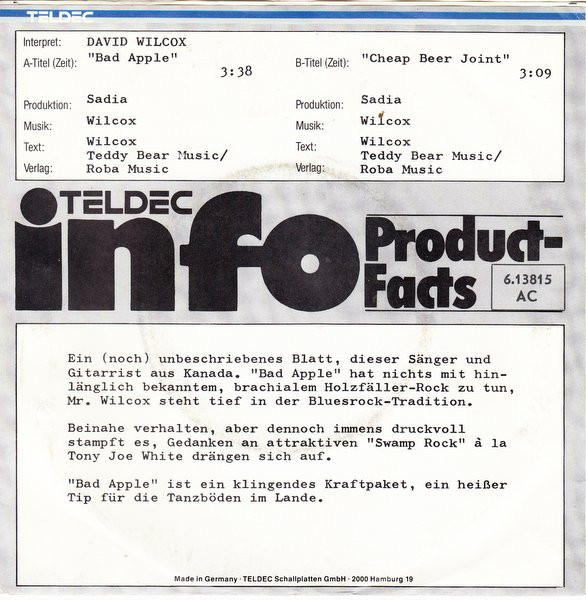 TELDEC
Interpret: DAVID WILCOX
A-Titel (Zeit): "Bad Apple" B-Titel (Zeit): "Cheap Beer Joint"
3:38 3:09
Produktion: Sadia Produktion: Sadia
Musik: Wilcox Musik: Wilcox
Text: Wilcox Text: Wilcox
Teddy Bear Music/ Teddy Bear Music/
Verlag: Roba Music Verlag: Roba Music
TELDEC
info
Product-
Facts
6.13815
AC
Ein (noch) unbeschriebenes Blatt, dieser Sänger und
Gitarrist aus Kanada. "Bad Apple" hat nichts mit hin-
länglich bekanntem, brachialem Holzfäller-Rock zu tun,
Mr. Wilcox steht tief in der Bluesrock-Tradition.
Beinahe verhalten, aber dennoch immens druckvoll
stampft es, Gedanken an attraktiven "Swamp Rock" à la
Tony Joe White drängen sich auf.
"Bad Apple" ist ein klingendes Kraftpaket, ein heißer
Tip für die Tanzböden im Lande.
Made in Germany · TELDEC Schallplatten GmbH · 2000 Hamburg 19